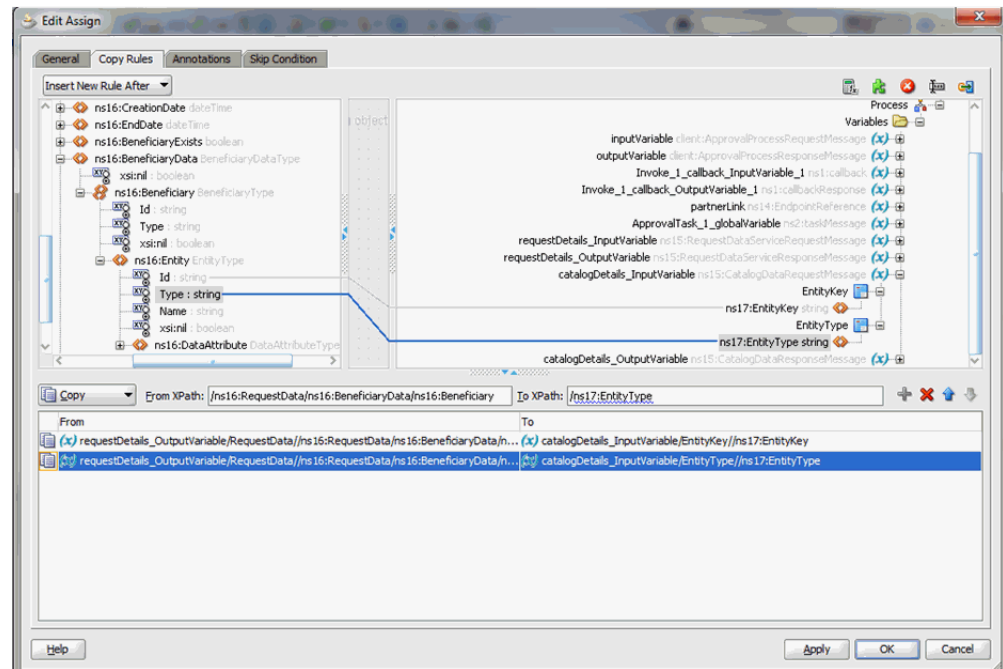 Edit Assign
General Copy Rules Annotations Skip Condition
Insert New Rule After...
ns16:CreationDate dateTime
ns16:EndDate dateTime
ns16:BeneficiaryExists boolean
ns16:BeneficiaryData BeneficiaryDataType
xsi:nil : boolean
ns16:Beneficiary BeneficiaryType
Id : string
Type : string
xsi:nil : boolean
ns16:Entity EntityType
Id : string
Type : string
Name : string
xsi:nil : boolean
ns16:DataAttribute DataAttributeType
object
Process
Variables
inputVariable client:ApprovalProcessRequestMessage (x)
outputVariable client:ApprovalProcessResponseMessage (x)
Invoke_1_callback_InputVariable_1 ns1:callback (x)
Invoke_1_callback_OutputVariable_1 ns1:callbackResponse (x)
partnerLink ns14:EndpointReference (x)
ApprovalTask_1_globalVariable ns2:taskMessage (x)
requestDetails_InputVariable ns15:RequestDataServiceRequestMessage (x)
requestDetails_OutputVariable ns15:RequestDataServiceResponseMessage (x)
catalogDetails_InputVariable ns15:CatalogDataRequestMessage (x)
EntityKey
ns17:EntityKey string
EntityType
ns17:EntityType string
catalogDetails_OutputVariable ns15:CatalogDataResponseMessage (x)
Copy From XPath: /ns16:RequestData/ns16:BeneficiaryData/ns16:Beneficiary To XPath: /ns17:EntityType
From To
(x) requestDetails_OutputVariable/RequestData//ns16:RequestData/ns16:BeneficiaryData/n... (x) catalogDetails_InputVariable/EntityKey//ns17:EntityKey
(x) requestDetails_OutputVariable/RequestData//ns16:RequestData/ns16:BeneficiaryData/n... (x) catalogDetails_InputVariable/EntityType//ns17:EntityType
Help Apply OK Cancel